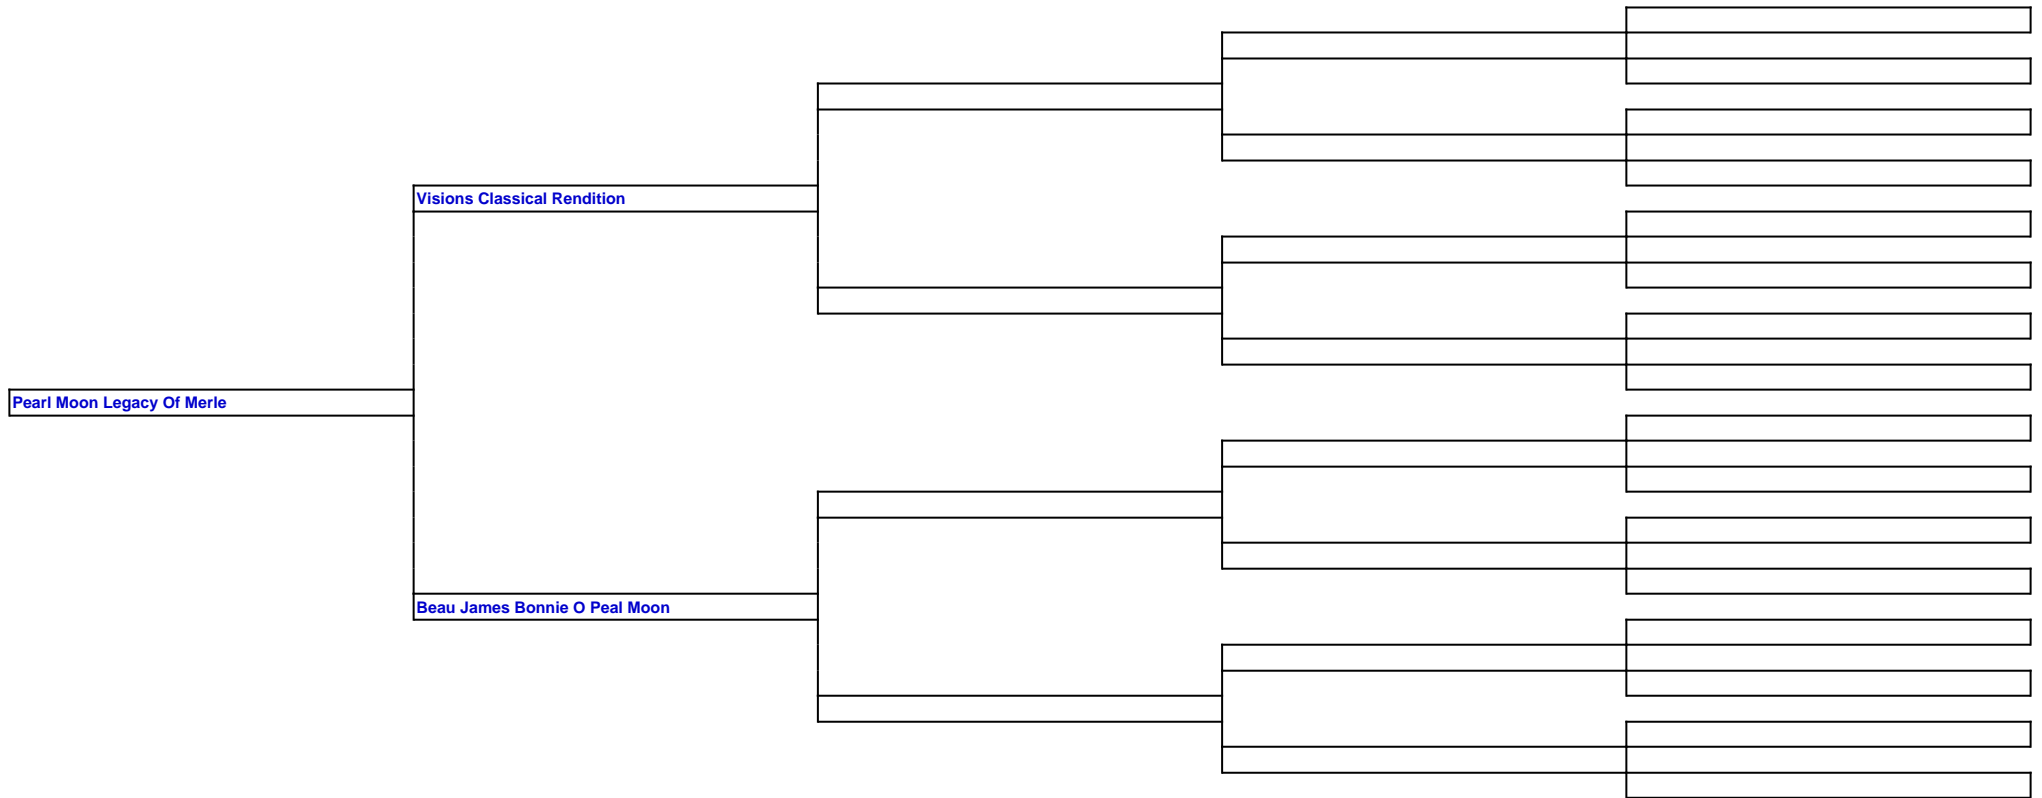 Visions Classical Rendition
Pearl Moon Legacy Of Merle
Beau James Bonnie O Peal Moon